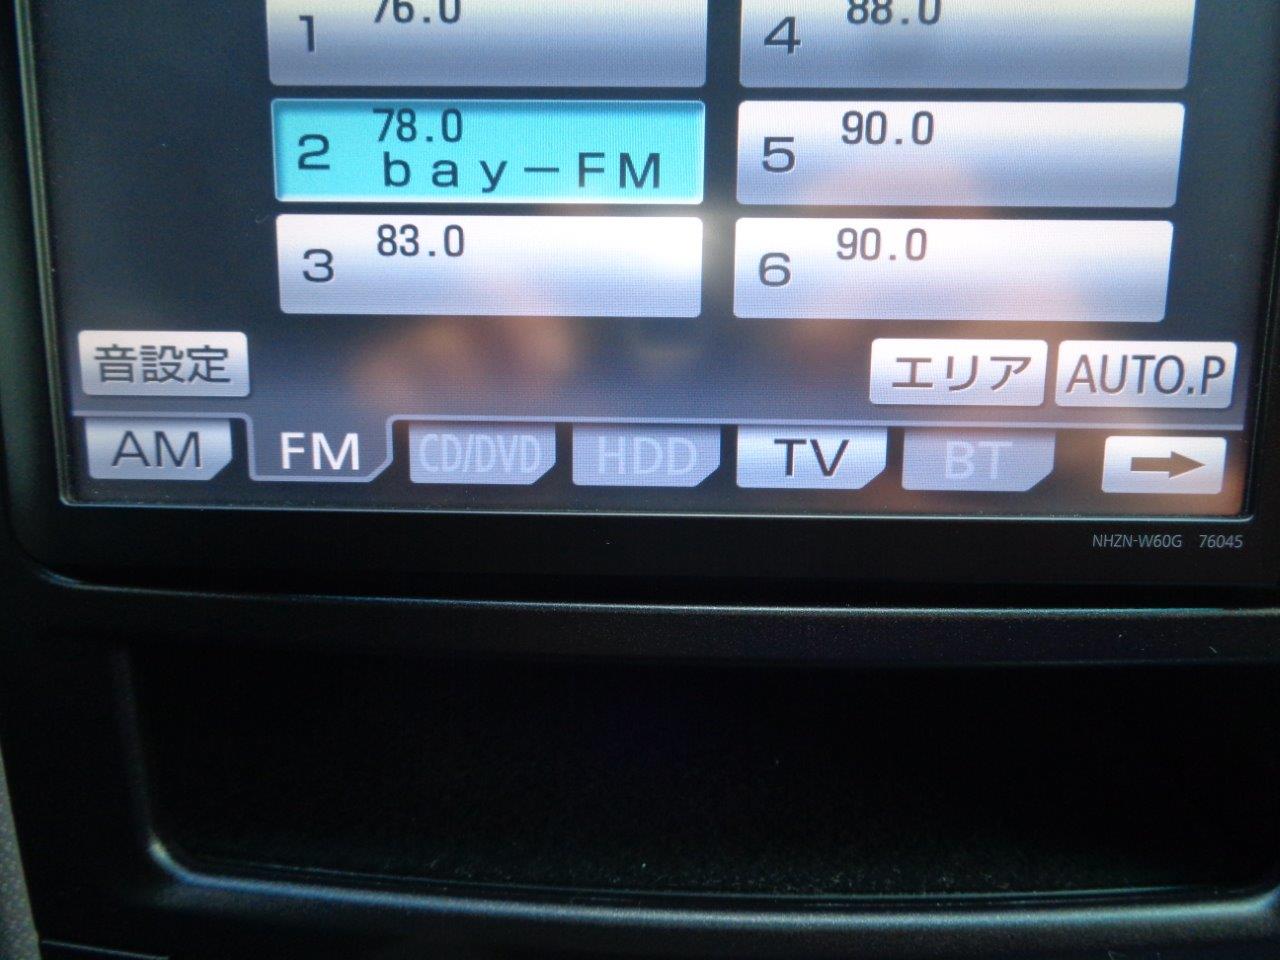 1 76.0
4 88.0
2 78.0
bay-FM
5 90.0
3 83.0
6 90.0
音設定
エリア AUTO.P
AM FM CD/DVD HDD TV BT
NHZN-W60G 76045